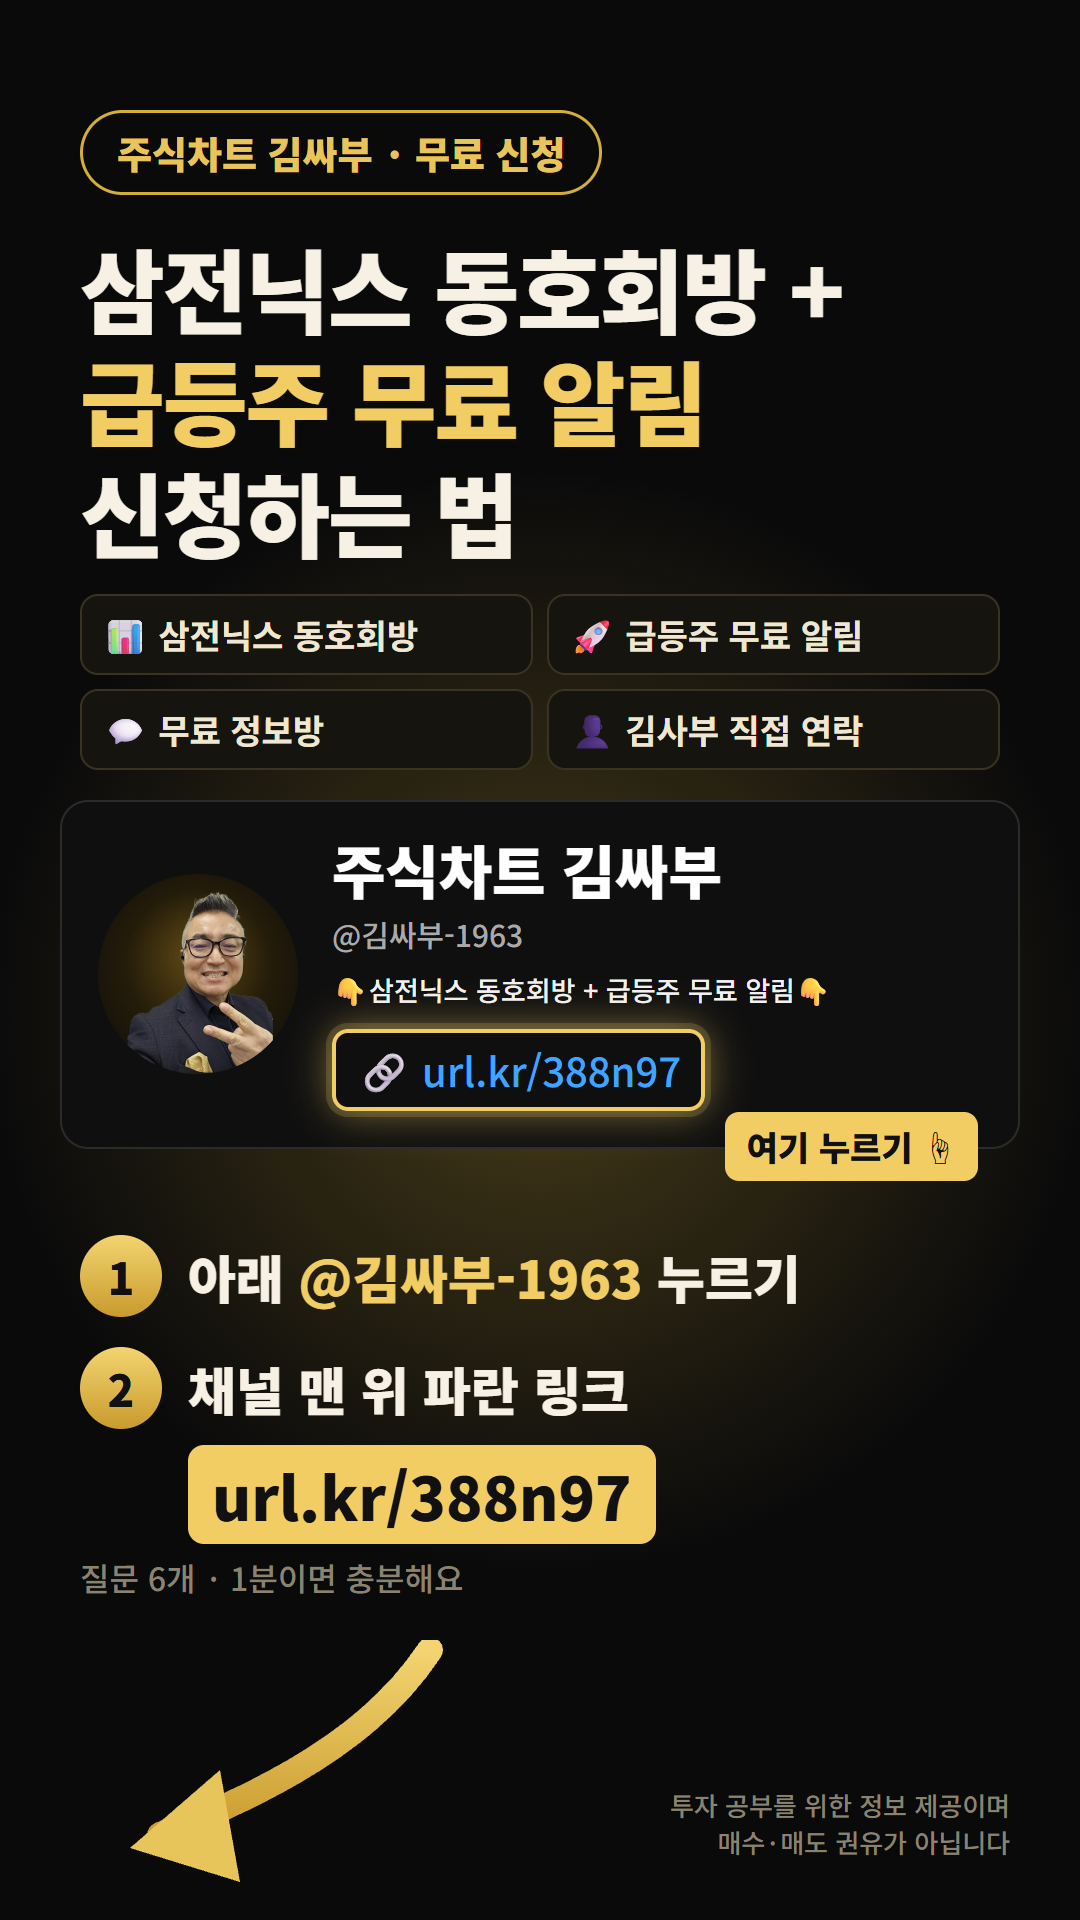 주식차트 김싸부 · 무료 신청
삼전닉스 동호회방 +
급등주 무료 알림
신청하는 법
📊 삼전닉스 동호회방
🚀 급등주 무료 알림
💬 무료 정보방
👤 김사부 직접 연락
주식차트 김싸부
@김싸부-1963
👇삼전닉스 동호회방 + 급등주 무료 알림👇
🔗 url.kr/388n97
여기 누르기 ☝
1 아래 @김싸부-1963 누르기
2 채널 맨 위 파란 링크
url.kr/388n97
질문 6개 · 1분이면 충분해요
투자 공부를 위한 정보 제공이며
매수·매도 권유가 아닙니다